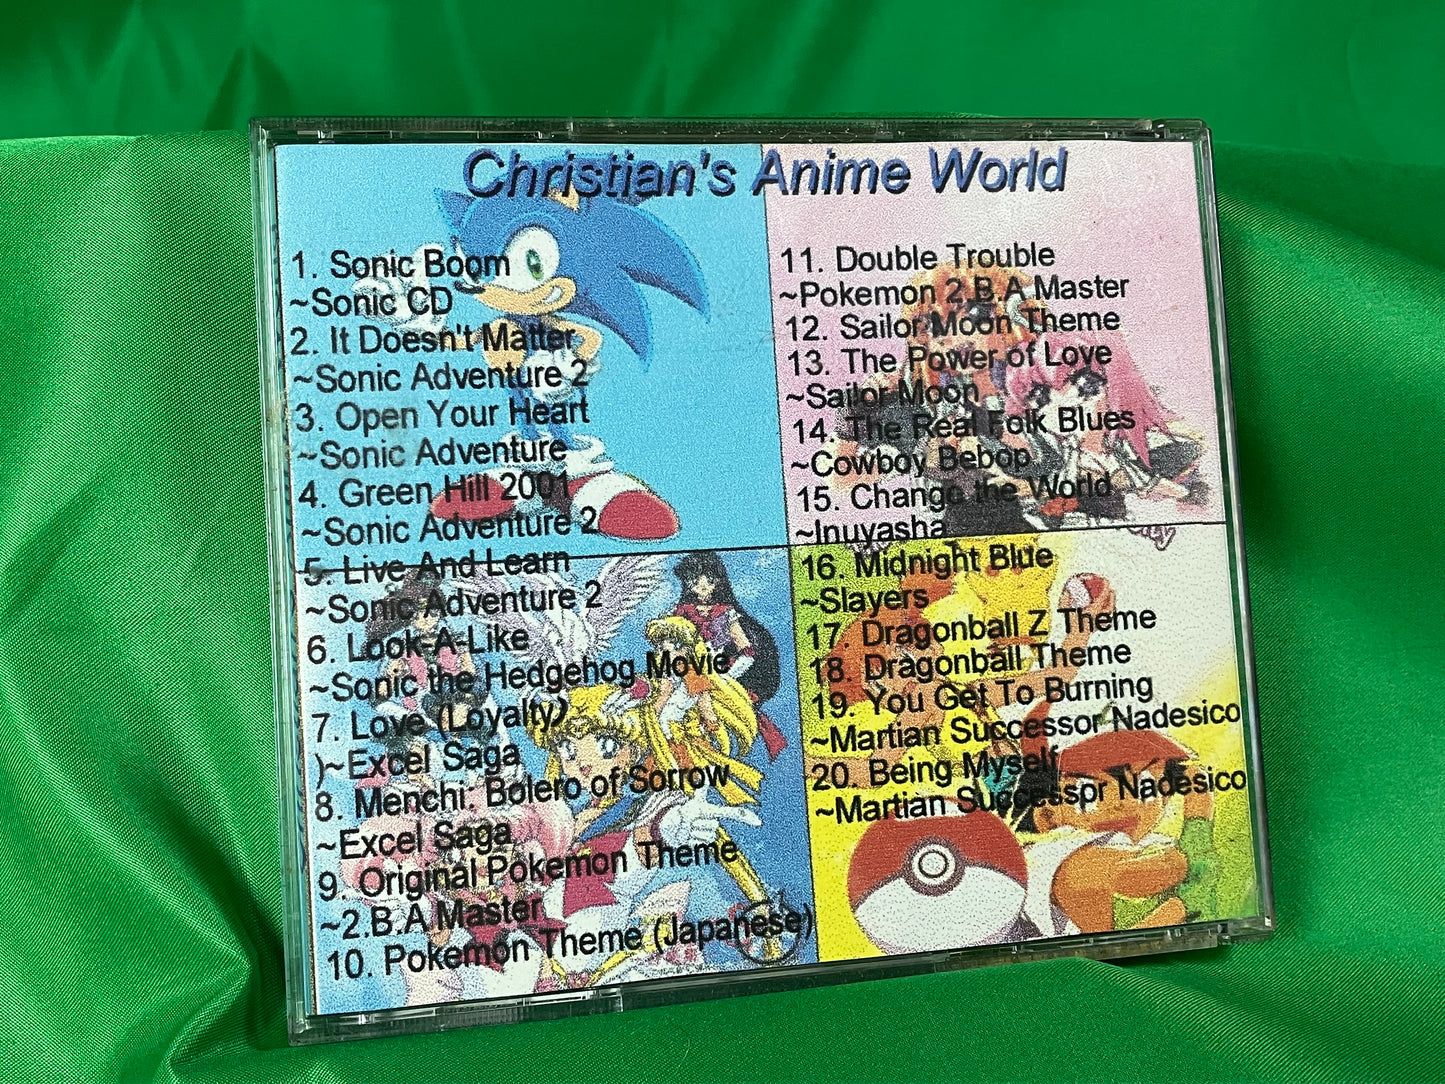 Christian's Anime World
1. Sonic Boom
~Sonic CD
2. It Doesn't Matter
~Sonic Adventure 2
3. Open Your Heart
~Sonic Adventure
4. Green Hill 2001
~Sonic Adventure 2
5. Live And Learn
~Sonic Adventure 2
6. Look-A-Like
~Sonic the Hedgehog Movie
7. Love (Loyalty)
)~Excel Saga
8. Menchi: Bolero of Sorrow
~Excel Saga
9. Original Pokemon Theme
~2.B.A Master
10. Pokemon Theme (Japanese)
11. Double Trouble
~Pokemon 2.B.A Master
12. Sailor Moon Theme
13. The Power of Love
~Sailor Moon
14. The Real Folk Blues
~Cowboy Bebop
15. Change the World
~Inuyasha
16. Midnight Blue
~Slayers
17. Dragonball Z Theme
18. Dragonball Theme
19. You Get To Burning
~Martian Successor Nadesico
20. Being Myself
~Martian Successpr Nadesico